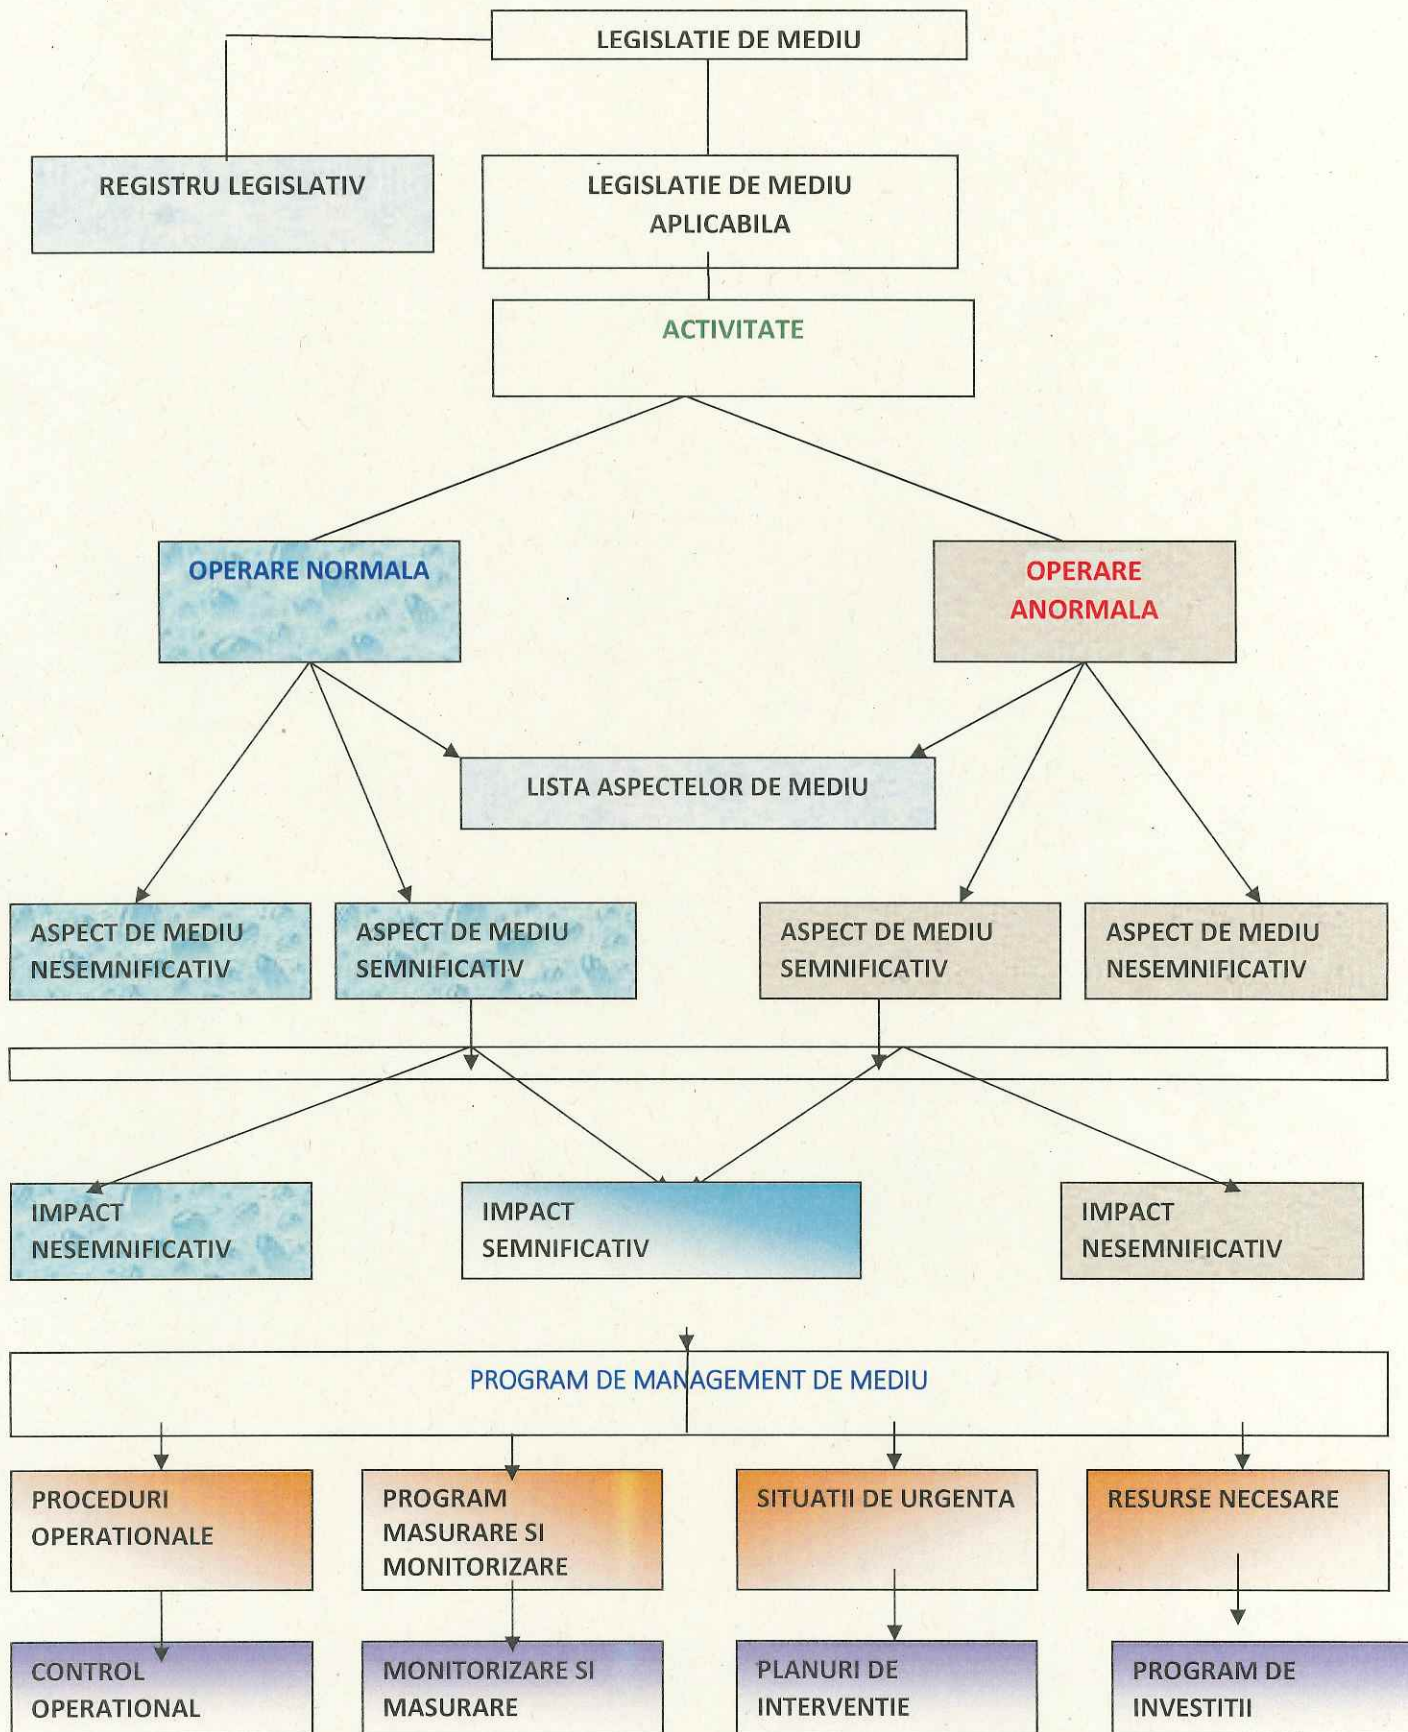 LEGISLATIE DE MEDIU
REGISTRU LEGISLATIV
LEGISLATIE DE MEDIU
APLICABILA
ACTIVITATE
OPERARE NORMALA
OPERARE
ANORMALA
LISTA ASPECTELOR DE MEDIU
ASPECT DE MEDIU
NESEMNIFICATIV
ASPECT DE MEDIU
SEMNIFICATIV
ASPECT DE MEDIU
SEMNIFICATIV
ASPECT DE MEDIU
NESEMNIFICATIV
IMPACT
NESEMNIFICATIV
IMPACT
SEMNIFICATIV
IMPACT
NESEMNIFICATIV
PROGRAM DE MANAGEMENT DE MEDIU
PROCEDURI
OPERATIONALE
PROGRAM
MASURARE SI
MONITORIZARE
SITUATII DE URGENTA
RESURSE NECESARE
CONTROL
OPERATIONAL
MONITORIZARE SI
MASURARE
PLANURI DE
INTERVENTIE
PROGRAM DE
INVESTITII